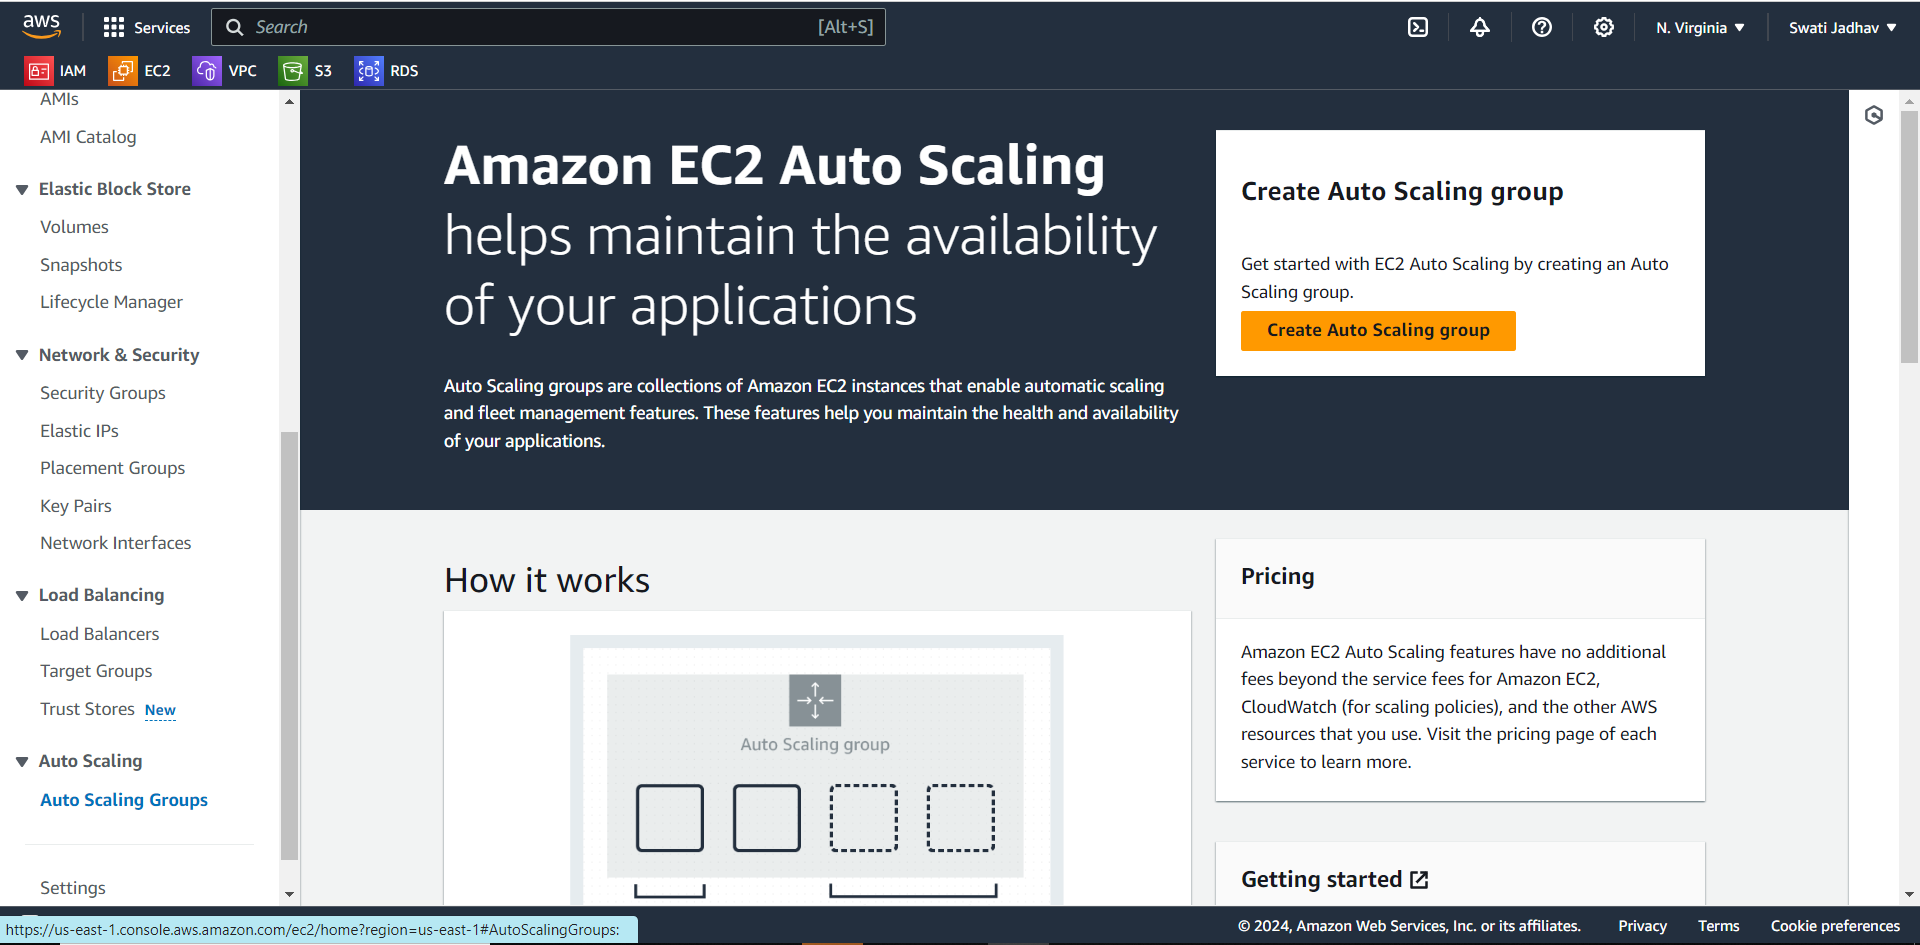 aws
Services
Search
[Alt+S]
N. Virginia
Swati Jadhav
IAM
EC2
VPC
S3
RDS
AMIs
AMI Catalog
Elastic Block Store
Volumes
Snapshots
Lifecycle Manager
Network & Security
Security Groups
Elastic IPs
Placement Groups
Key Pairs
Network Interfaces
Load Balancing
Load Balancers
Target Groups
Trust Stores New
Auto Scaling
Auto Scaling Groups
Settings
Amazon EC2 Auto Scaling
helps maintain the availability
of your applications
Auto Scaling groups are collections of Amazon EC2 instances that enable automatic scaling
and fleet management features. These features help you maintain the health and availability
of your applications.
Create Auto Scaling group
Get started with EC2 Auto Scaling by creating an Auto
Scaling group.
Create Auto Scaling group
How it works
Auto Scaling group
Pricing
Amazon EC2 Auto Scaling features have no additional
fees beyond the service fees for Amazon EC2,
CloudWatch (for scaling policies), and the other AWS
resources that you use. Visit the pricing page of each
service to learn more.
Getting started
https://us-east-1.console.aws.amazon.com/ec2/home?region=us-east-1#AutoScalingGroups:
© 2024, Amazon Web Services, Inc. or its affiliates.
Privacy
Terms
Cookie preferences